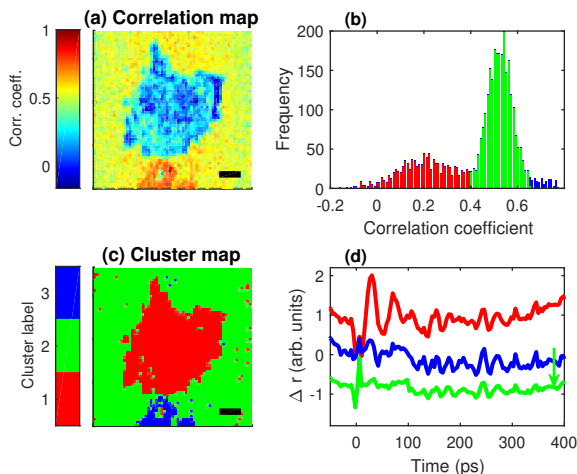 (a) Correlation map
Corr. coeff.
1
0.5
0
(b)
Frequency
200
150
100
50
0
-0.2
0
0.2
0.4
0.6
Correlation coefficient
(c) Cluster map
Cluster label
3
2
1
(d)
Δ r (arb. units)
2
1
0
-1
0
100
200
300
400
Time (ps)